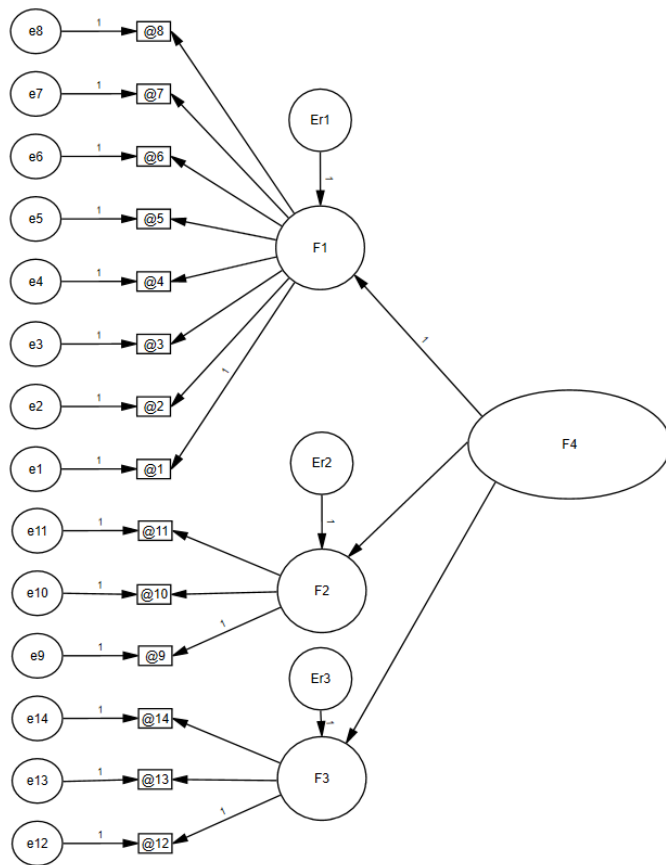 e8 1 @8
e7 1 @7
Er1
e6 1 @6
1
e5 1 @5
F1
e4 1 @4
e3 1 @3
1
1
e2 1 @2
F4
e1 1 @1
Er2
e11 1 @11
1
e10 1 @10
F2
1
e9 1 @9
Er3
e14 1 @14
1
e13 1 @13
F3
1
e12 1 @12